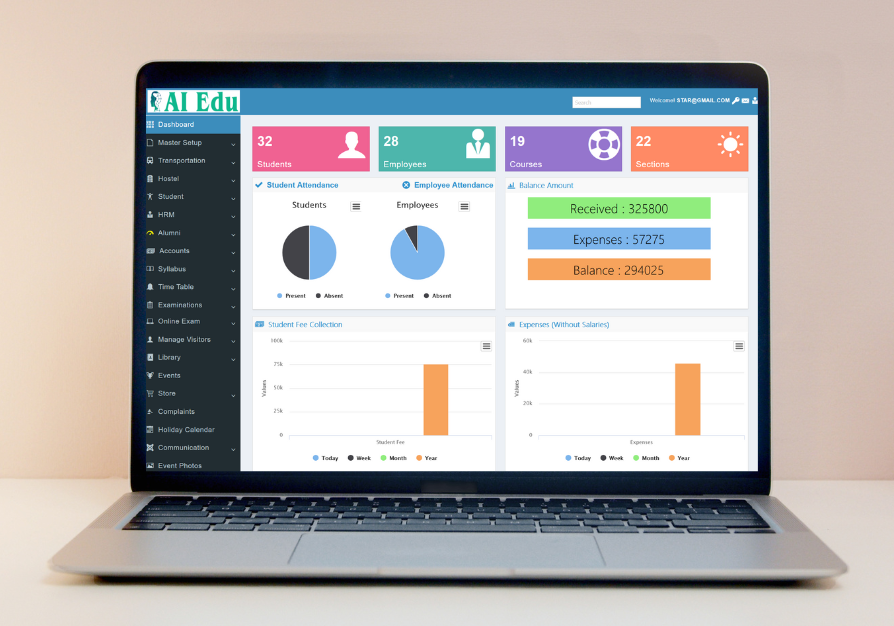 AI Edu
Search
Welcome! STAR@GMAIL.COM
Dashboard
Master Setup
Transportation
Hostel
Student
HRM
Alumni
Accounts
Syllabus
Time Table
Examinations
Online Exam
Manage Visitors
Library
Events
Store
Complaints
Holiday Calendar
Communication
Event Photos
32
Students
28
Employees
19
Courses
22
Sections
Student Attendance
Employee Attendance
Students
Employees
Present Absent
Present Absent
Balance Amount
Received : 325800
Expenses : 57275
Balance : 294025
Student Fee Collection
100k
75k
50k
25k
0
Values
Student Fee
Today Week Month Year
Expenses (Without Salaries)
60k
40k
20k
0
Values
Expenses
Today Week Month Year